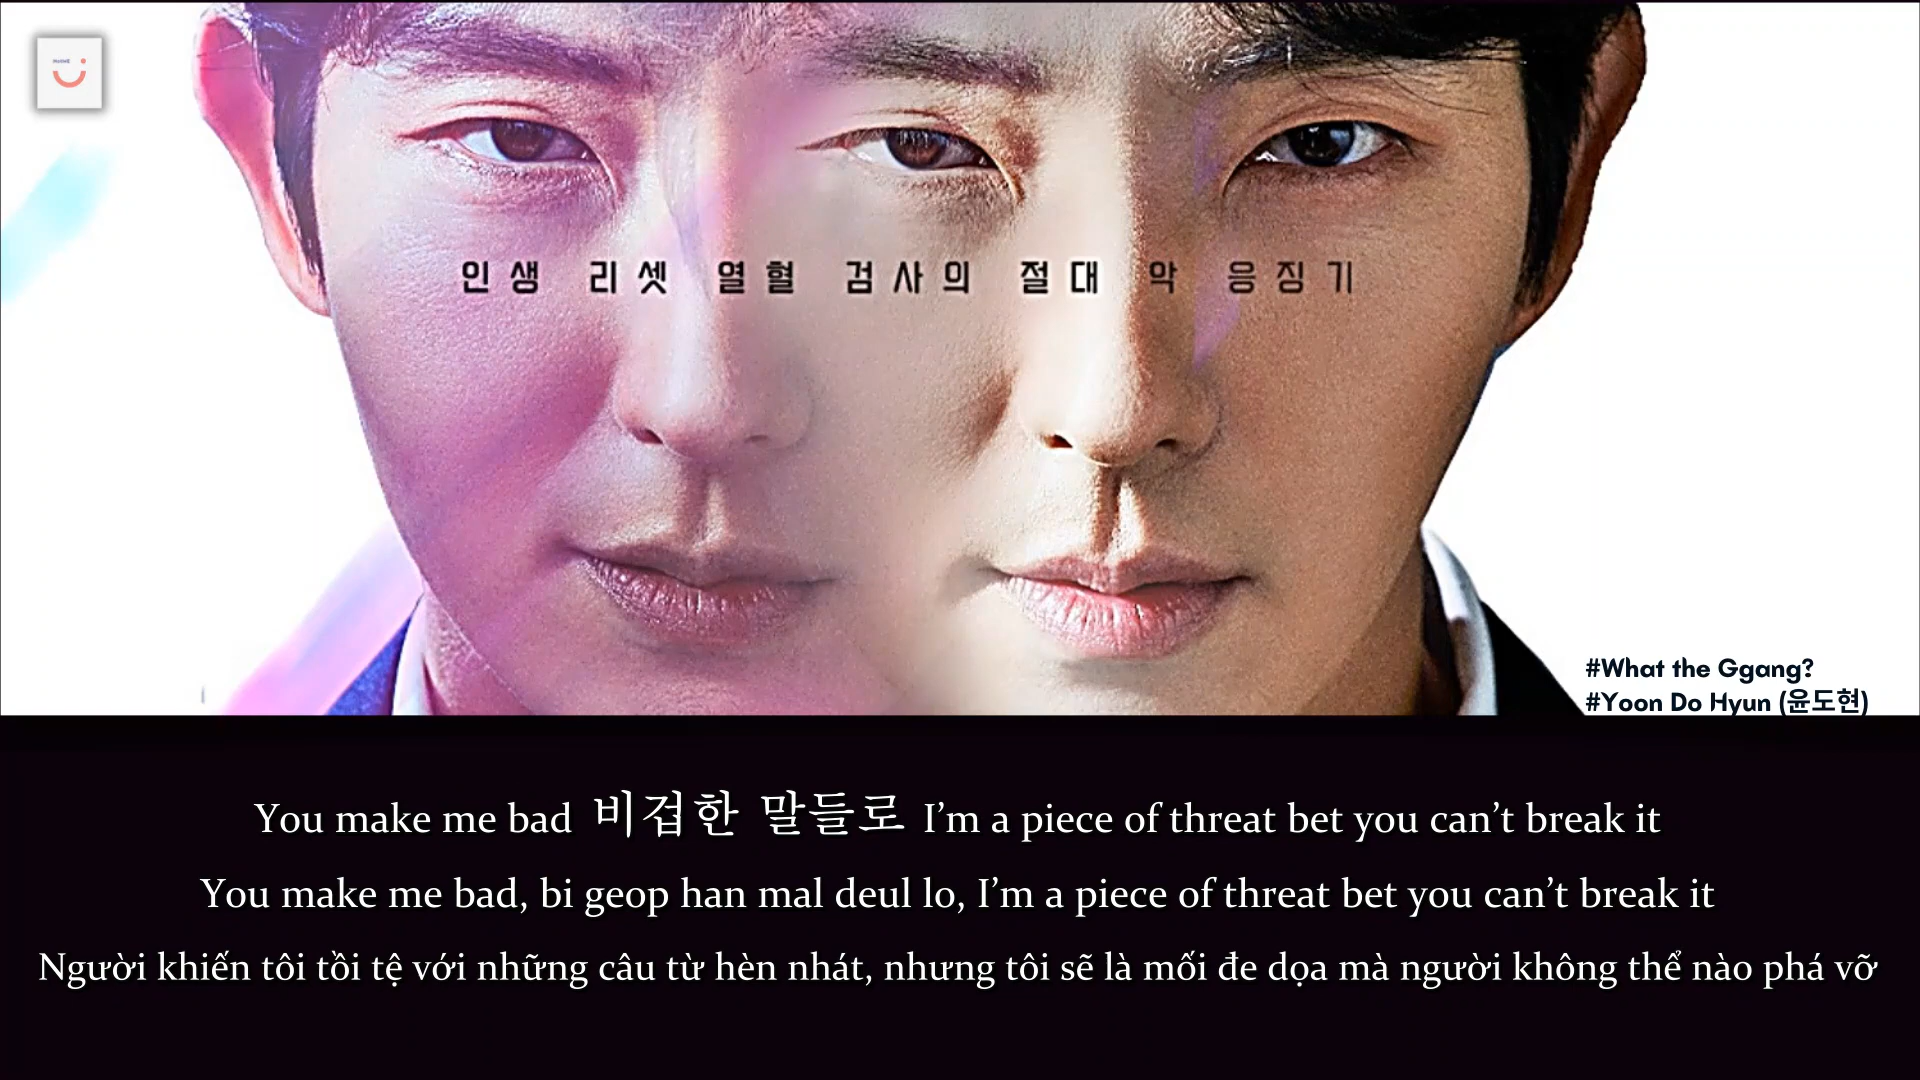 인생 리셋 열혈 검사의 절대 악 응징기
#What the Ggang?
#Yoon Do Hyun (윤도현)
You make me bad 비겁한 말들로 I’m a piece of threat bet you can’t break it
You make me bad, bi geop han mal deul lo, I’m a piece of threat bet you can’t break it
Người khiến tôi tồi tệ với những câu từ hèn nhát, nhưng tôi sẽ là mối đe dọa mà người không thể nào phá vỡ